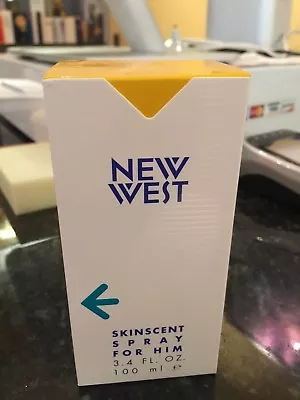 NEW
WEST
SKINSCENT
SPRAY
FOR HIM
3.4 FL. OZ.
100 ml ℮